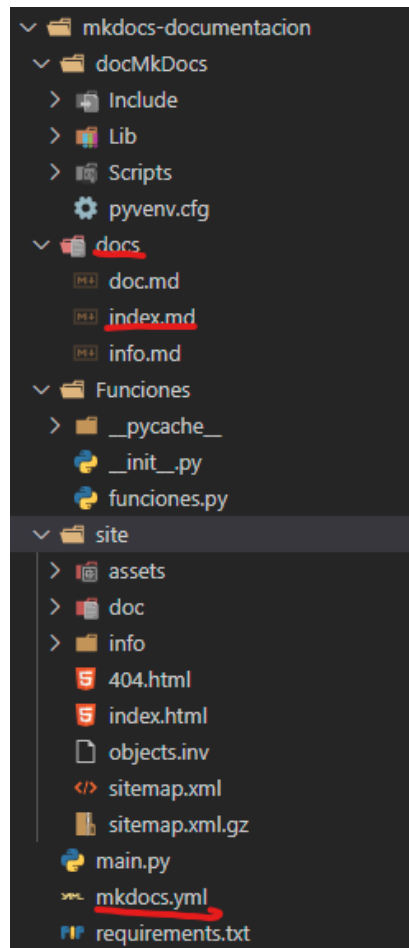 mkdocs-documentacion
docMkDocs
Include
Lib
Scripts
pyvenv.cfg
docs
doc.md
index.md
info.md
Funciones
__pycache__
__init__.py
funciones.py
site
assets
doc
info
404.html
index.html
objects.inv
sitemap.xml
sitemap.xml.gz
main.py
mkdocs.yml
requirements.txt